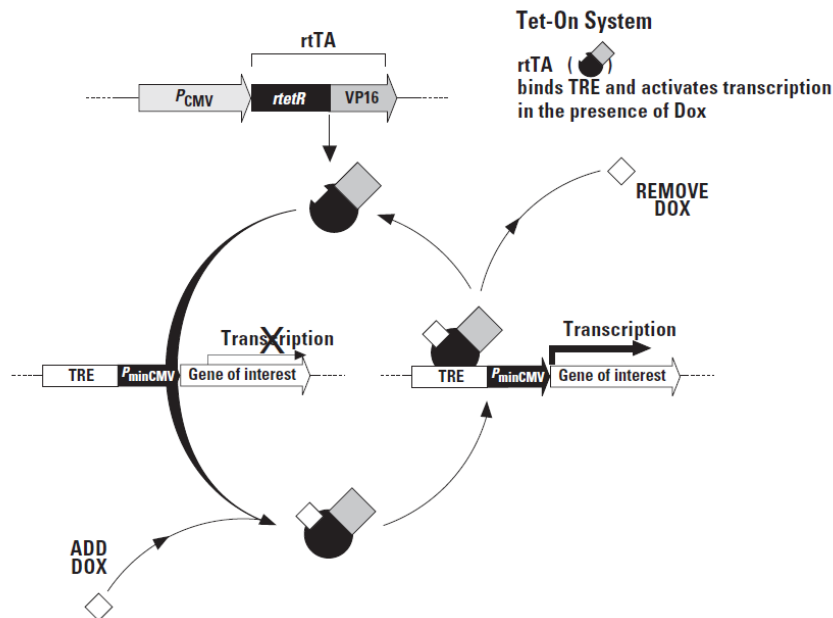 Tet-On System
rtTA
rtTA ( )
binds TRE and activates transcription
in the presence of Dox
PCMV rtetR VP16
REMOVE
DOX
Transcription
TRE PminCMV Gene of interest
Transcription
TRE PminCMV Gene of interest
ADD
DOX